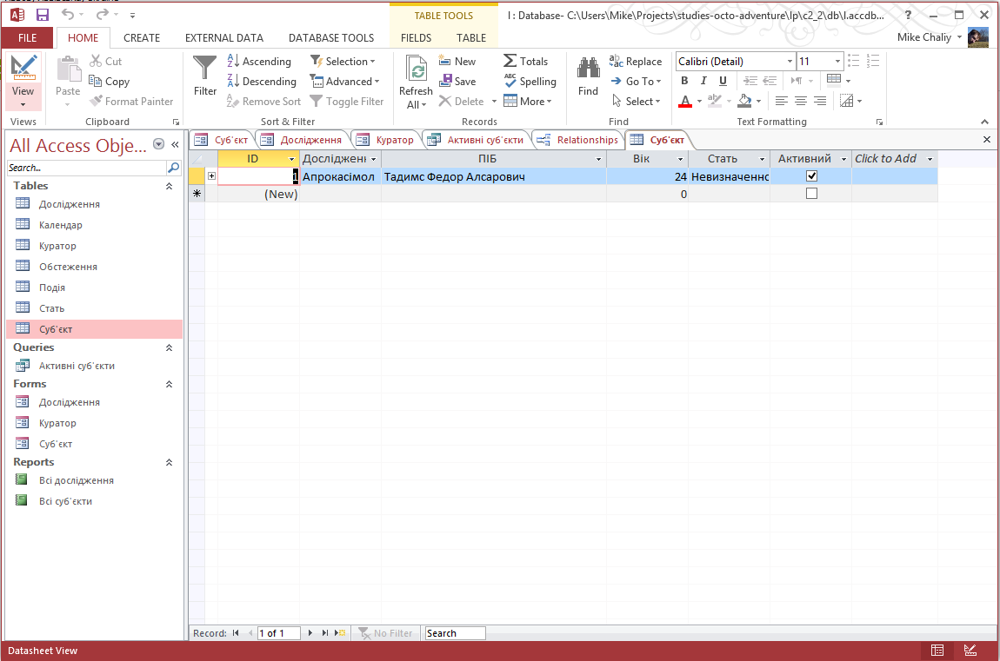 TABLE TOOLS
I : Database- C:\Users\Mike\Projects\studies-octo-adventure\lp\c2_2\db\I.accdb...
?
FILE HOME CREATE EXTERNAL DATA DATABASE TOOLS FIELDS TABLE
Mike Chaliy
View
Views
Paste
Cut
Copy
Format Painter
Clipboard
Filter
Ascending
Descending
Remove Sort
Selection
Advanced
Toggle Filter
Sort & Filter
Refresh
All
New
Save
Delete
Totals
Spelling
More
Records
Find
Replace
Go To
Select
Find
Calibri (Detail) 11
B I U
A
Text Formatting
All Access Obje...
Search...
Tables
Дослідження
Календар
Куратор
Обстеження
Подія
Стать
Суб'єкт
Queries
Активні суб'єкти
Forms
Дослідження
Куратор
Суб'єкт
Reports
Всі дослідження
Всі суб'єкти
Суб'єкт Дослідження Куратор Активні суб'єкти Relationships Суб'єкт
ID Дослідженн ПІБ Вік Стать Активний Click to Add
1 Апрокасімол Тадимс Федор Алсарович 24 Невизначено
(New) 0
Record: 1 of 1 No Filter Search
Datasheet View